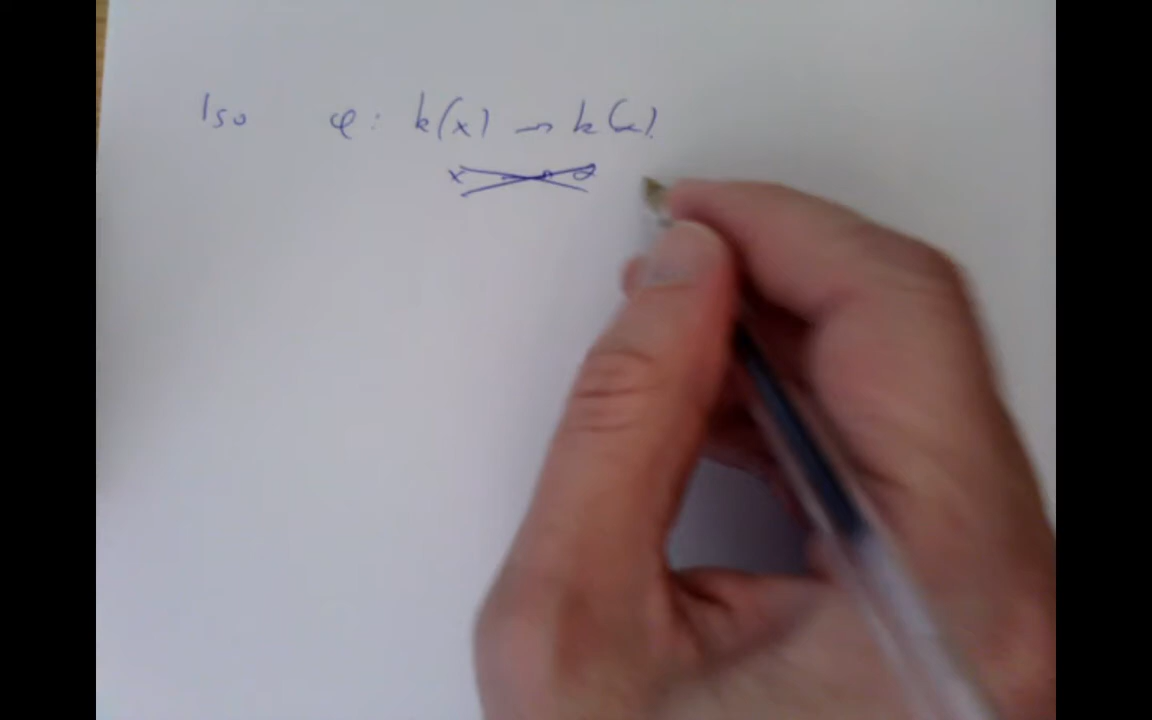 Iso φ: k(x) → k(x).